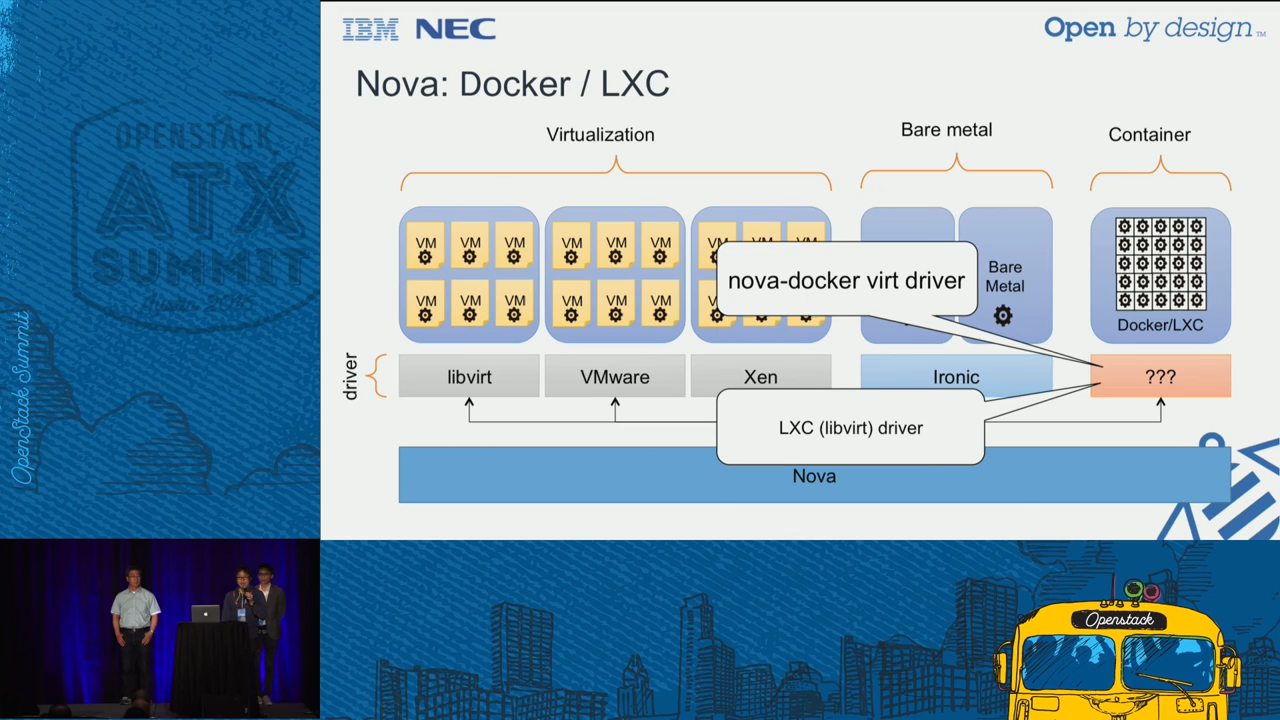 IBM NEC
Open by design™
Nova: Docker / LXC
Virtualization
Bare metal
Container
VM VM VM
VM VM VM
VM VM VM
VM VM VM
VM VM VM
VM
nova-docker virt driver
Bare
Metal
Docker/LXC
driver
libvirt
VMware
Xen
Ironic
???
LXC (libvirt) driver
Nova
OPENSTACK
ATX
SUMMIT
OpenStack Summit
Openstack